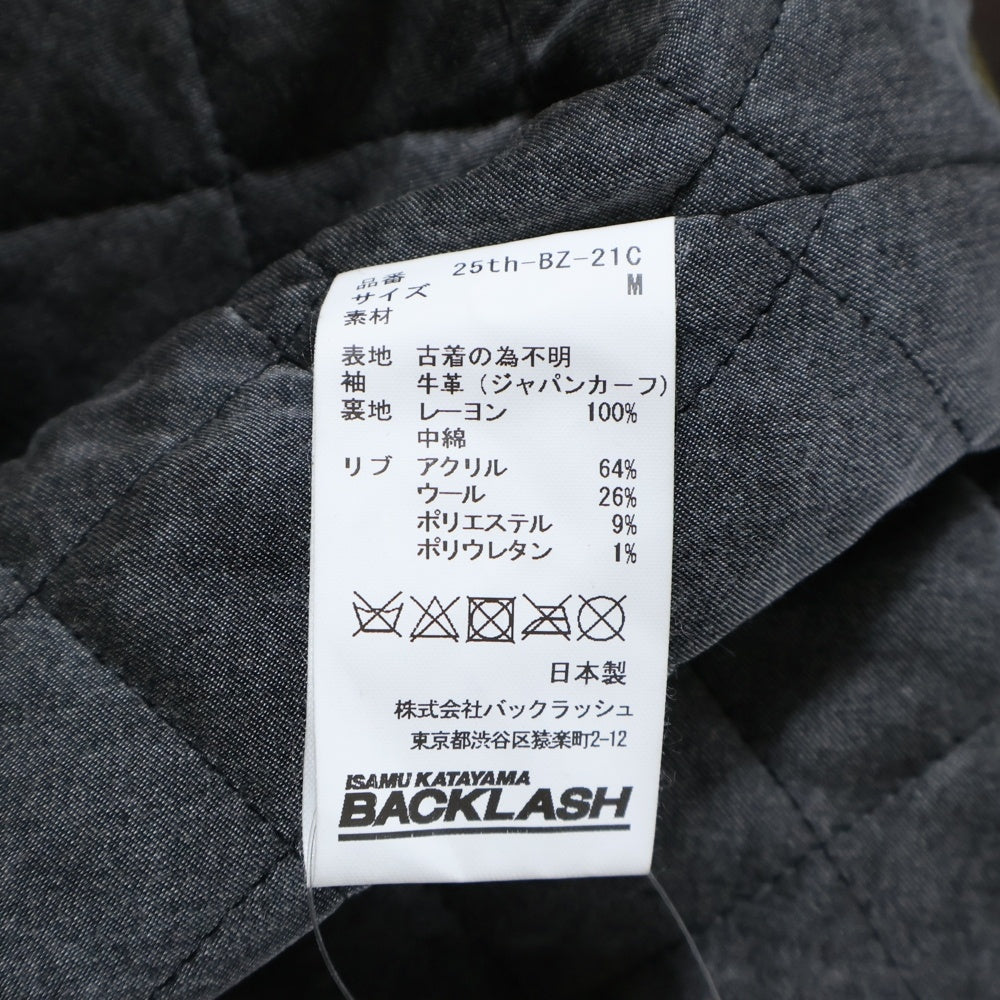 品番 25th-BZ-21C
サイズ M
素材
表地 古着の為不明
袖 牛革（ジャパンカーフ）
裏地 レーヨン 100%
中綿
リブ アクリル 64%
ウール 26%
ポリエステル 9%
ポリウレタン 1%
日本製
株式会社バックラッシュ
東京都渋谷区猿楽町2-12
ISAMU KATAYAMA
BACKLASH